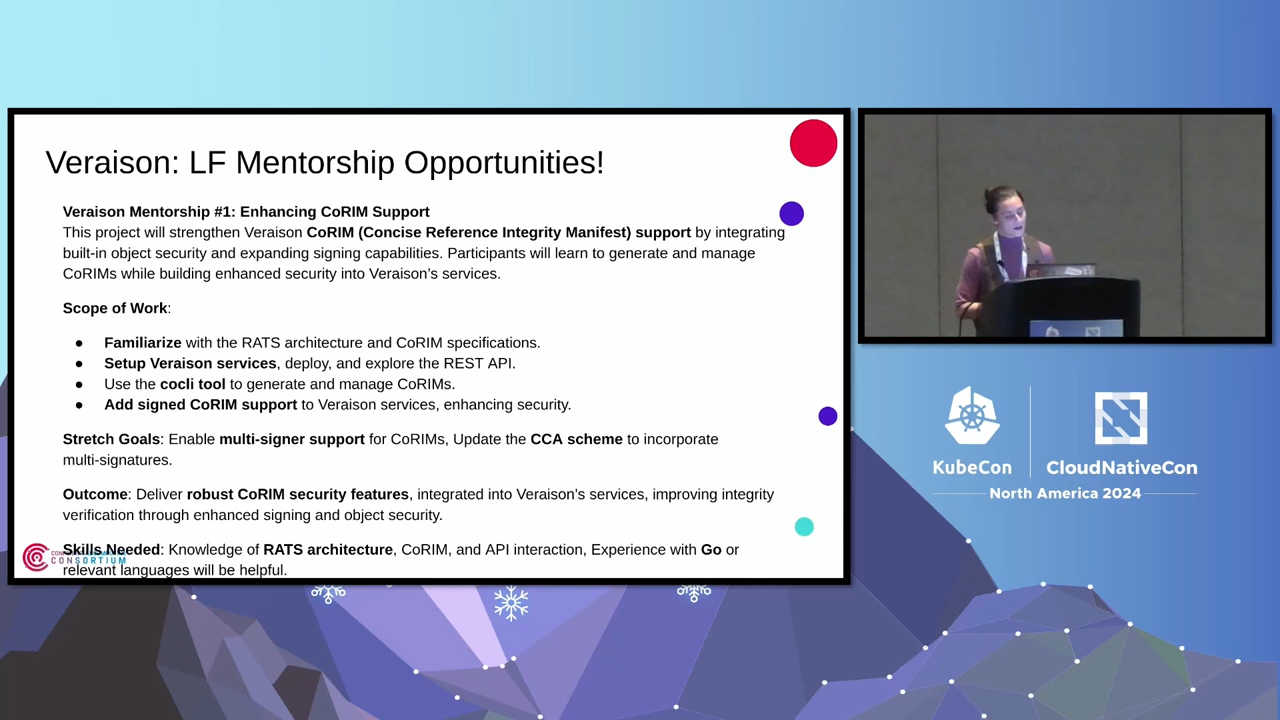 Veraison: LF Mentorship Opportunities!
Veraison Mentorship #1: Enhancing CoRIM Support
This project will strengthen Veraison CoRIM (Concise Reference Integrity Manifest) support by integrating
built-in object security and expanding signing capabilities. Participants will learn to generate and manage
CoRIMs while building enhanced security into Veraison's services.
Scope of Work:
● Familiarize with the RATS architecture and CoRIM specifications.
● Setup Veraison services, deploy, and explore the REST API.
● Use the cocli tool to generate and manage CoRIMs.
● Add signed CoRIM support to Veraison services, enhancing security.
Stretch Goals: Enable multi-signer support for CoRIMs, Update the CCA scheme to incorporate
multi-signatures.
Outcome: Deliver robust CoRIM security features, integrated into Veraison's services, improving integrity
verification through enhanced signing and object security.
Skills Needed: Knowledge of RATS architecture, CoRIM, and API interaction, Experience with Go or
relevant languages will be helpful.
CONSORTIUM
KubeCon
CloudNativeCon
North America 2024